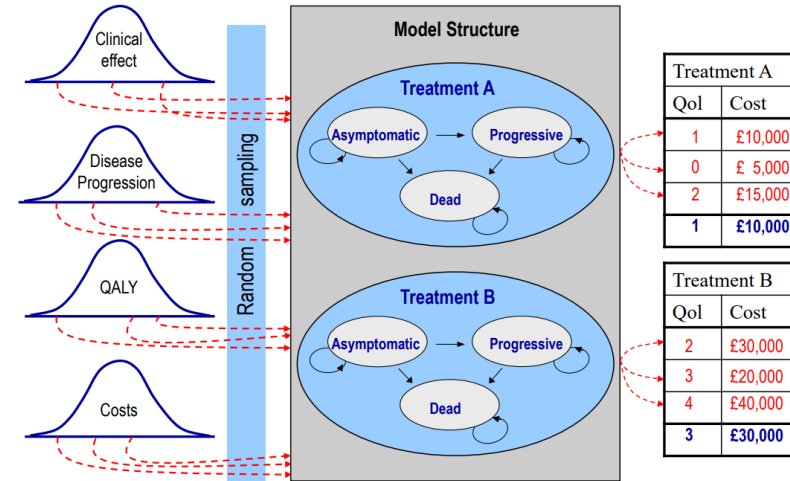 Clinical
effect
Disease
Progression
QALY
Costs
Random sampling
Model Structure
Treatment A
Asymptomatic
Progressive
Dead
Treatment B
Asymptomatic
Progressive
Dead
Treatment A
Qol Cost
1 £10,000
0 £ 5,000
2 £15,000
1 £10,000
Treatment B
Qol Cost
2 £30,000
3 £20,000
4 £40,000
3 £30,000